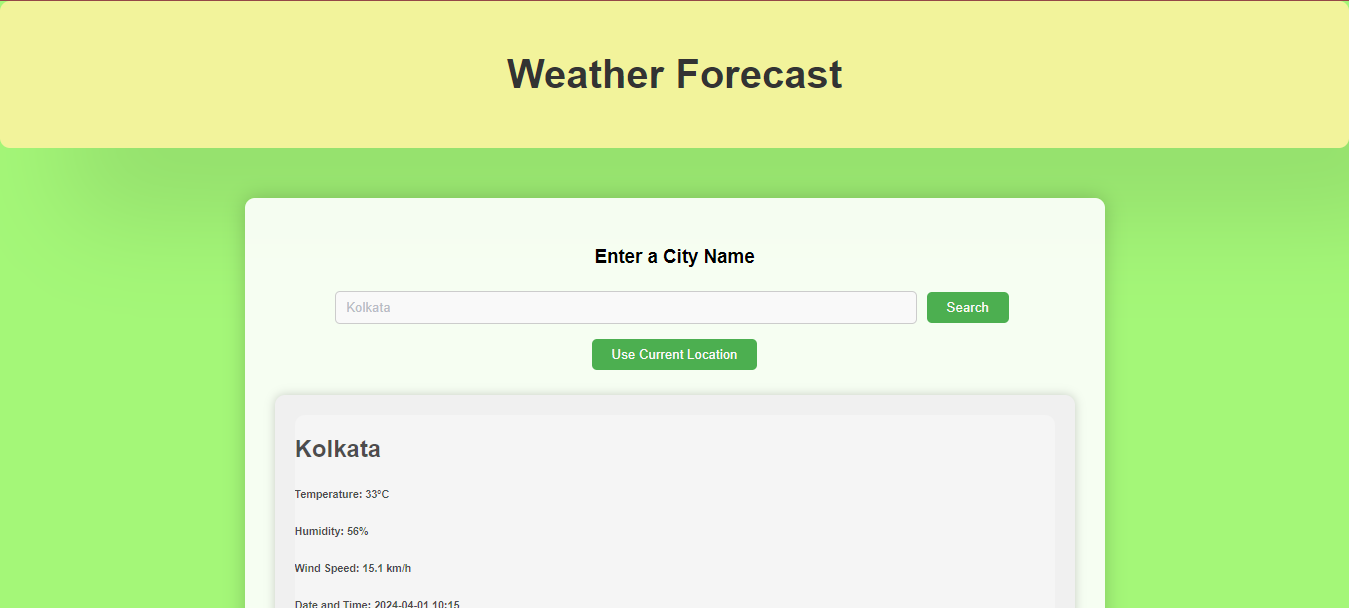 Weather Forecast
Enter a City Name
Kolkata
Search
Use Current Location
Kolkata
Temperature: 33°C
Humidity: 56%
Wind Speed: 15.1 km/h
Date and Time: 2024-04-01 10:15